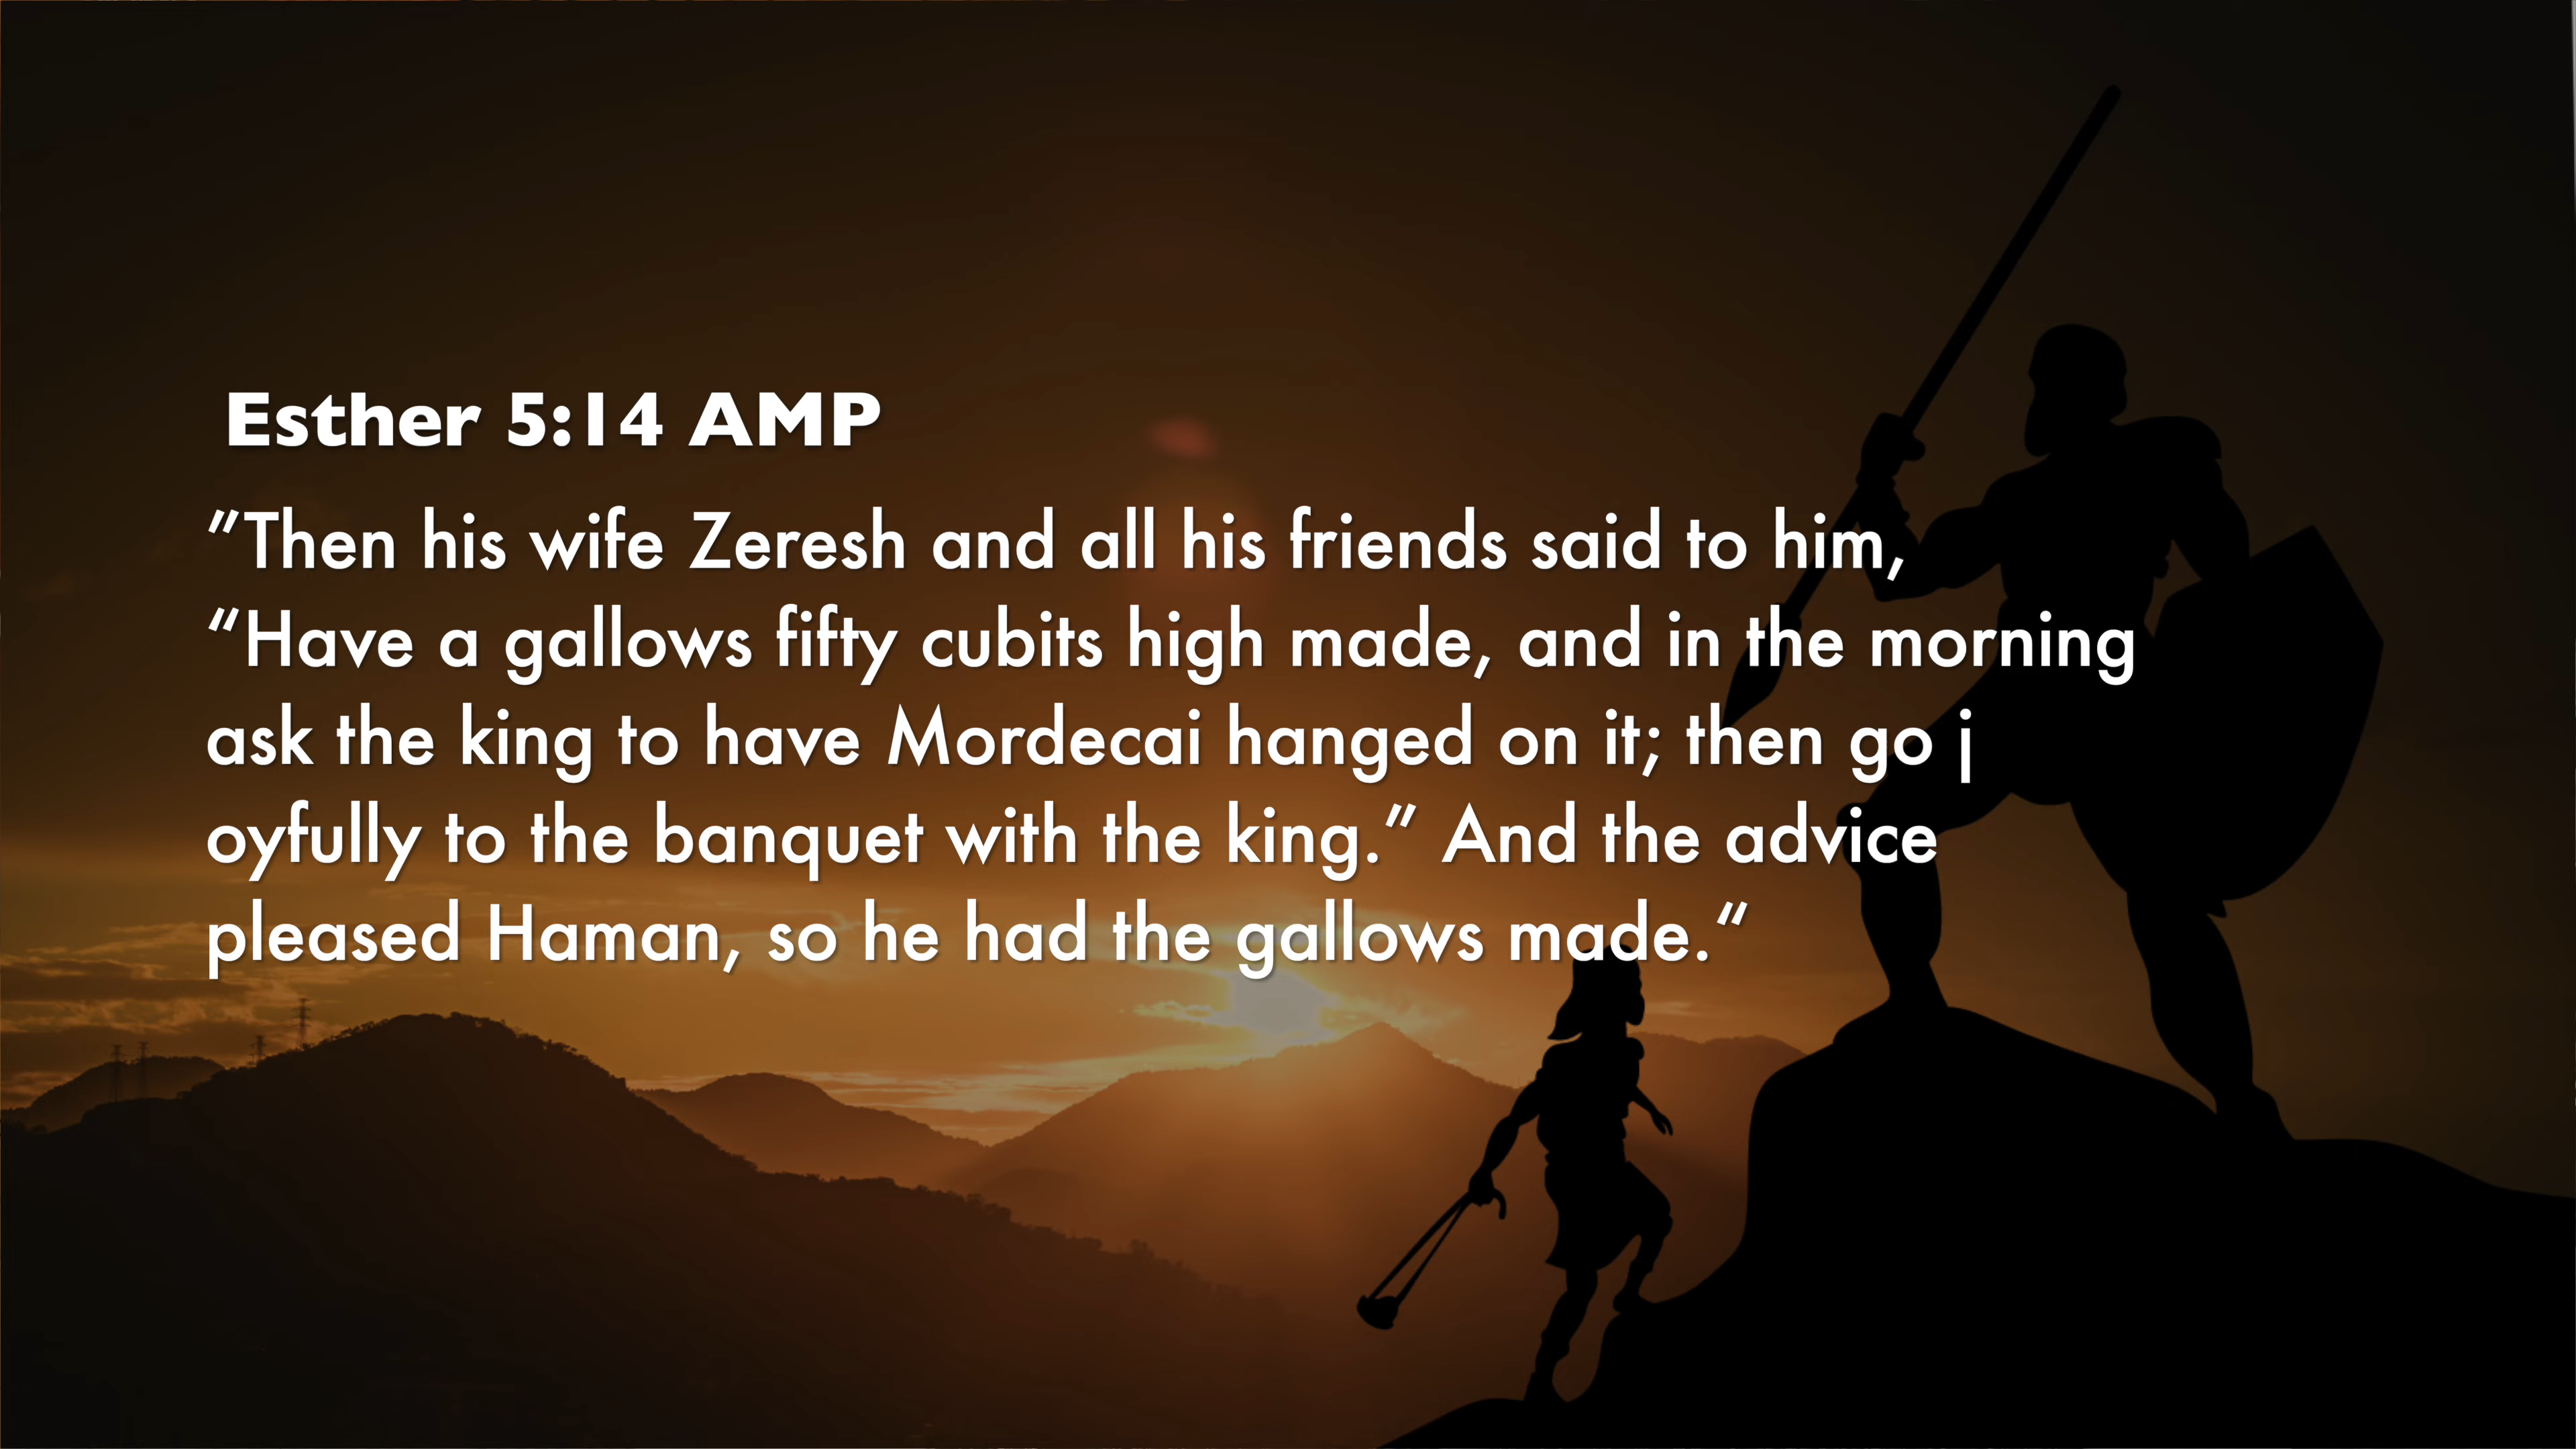 Esther 5:14 AMP
”Then his wife Zeresh and all his friends said to him,
“Have a gallows fifty cubits high made, and in the morning
ask the king to have Mordecai hanged on it; then go j
oyfully to the banquet with the king.” And the advice
pleased Haman, so he had the gallows made.“